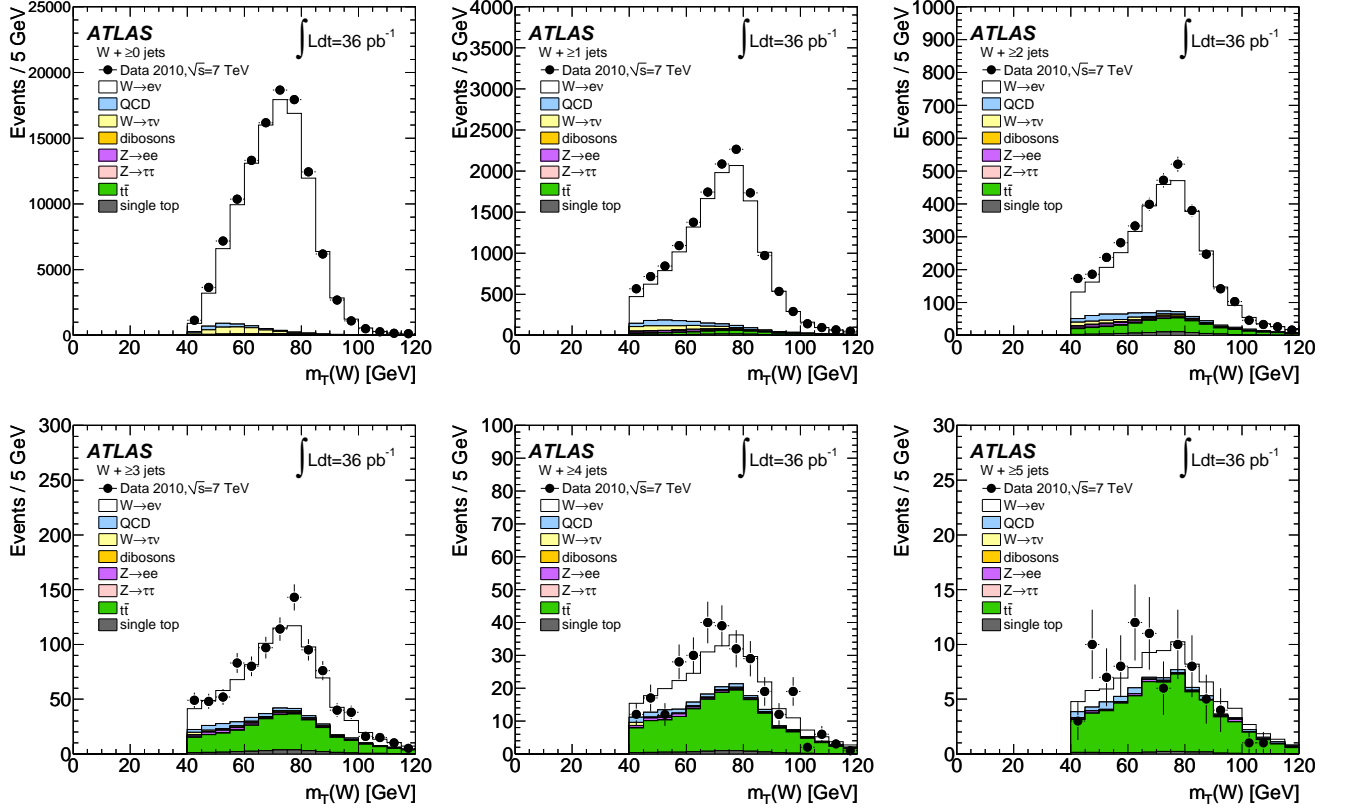 Events / 5 GeV
25000
20000
15000
10000
5000
0
ATLAS
∫Ldt=36 pb⁻¹
W + ≥0 jets
Data 2010,√s=7 TeV
W→eν
QCD
W→τν
dibosons
Z→ee
Z→ττ
tt̄
single top
0 20 40 60 80 100 120
m_T(W) [GeV]
Events / 5 GeV
4000
3500
3000
2500
2000
1500
1000
500
0
ATLAS
∫Ldt=36 pb⁻¹
W + ≥1 jets
Data 2010,√s=7 TeV
W→eν
QCD
W→τν
dibosons
Z→ee
Z→ττ
tt̄
single top
0 20 40 60 80 100 120
m_T(W) [GeV]
Events / 5 GeV
1000
900
800
700
600
500
400
300
200
100
0
ATLAS
∫Ldt=36 pb⁻¹
W + ≥2 jets
Data 2010,√s=7 TeV
W→eν
QCD
W→τν
dibosons
Z→ee
Z→ττ
tt̄
single top
0 20 40 60 80 100 120
m_T(W) [GeV]
Events / 5 GeV
300
250
200
150
100
50
0
ATLAS
∫Ldt=36 pb⁻¹
W + ≥3 jets
Data 2010,√s=7 TeV
W→eν
QCD
W→τν
dibosons
Z→ee
Z→ττ
tt̄
single top
0 20 40 60 80 100 120
m_T(W) [GeV]
Events / 5 GeV
100
90
80
70
60
50
40
30
20
10
0
ATLAS
∫Ldt=36 pb⁻¹
W + ≥4 jets
Data 2010,√s=7 TeV
W→eν
QCD
W→τν
dibosons
Z→ee
Z→ττ
tt̄
single top
0 20 40 60 80 100 120
m_T(W) [GeV]
Events / 5 GeV
30
25
20
15
10
5
0
ATLAS
∫Ldt=36 pb⁻¹
W + ≥5 jets
Data 2010,√s=7 TeV
W→eν
QCD
W→τν
dibosons
Z→ee
Z→ττ
tt̄
single top
0 20 40 60 80 100 120
m_T(W) [GeV]